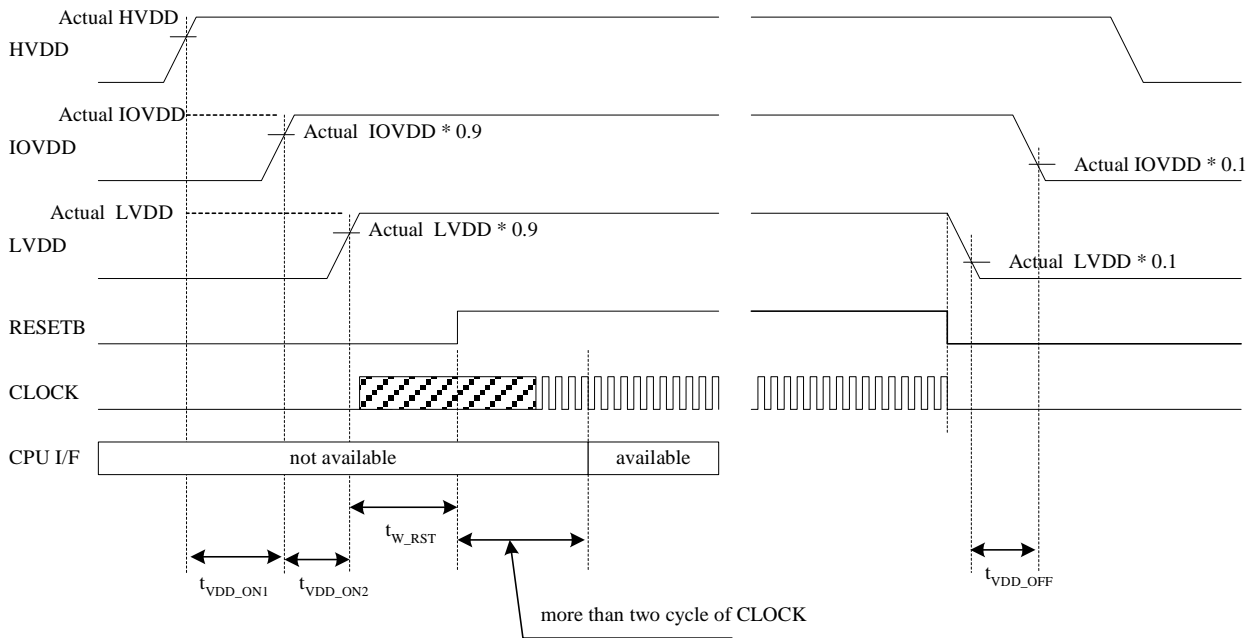 Actual HVDD
HVDD
Actual IOVDD
IOVDD
Actual IOVDD * 0.9
Actual IOVDD * 0.1
Actual LVDD
LVDD
Actual LVDD * 0.9
Actual LVDD * 0.1
RESETB
CLOCK
CPU I/F
not available
available
tW_RST
tVDD_ON1
tVDD_ON2
tVDD_OFF
more than two cycle of CLOCK